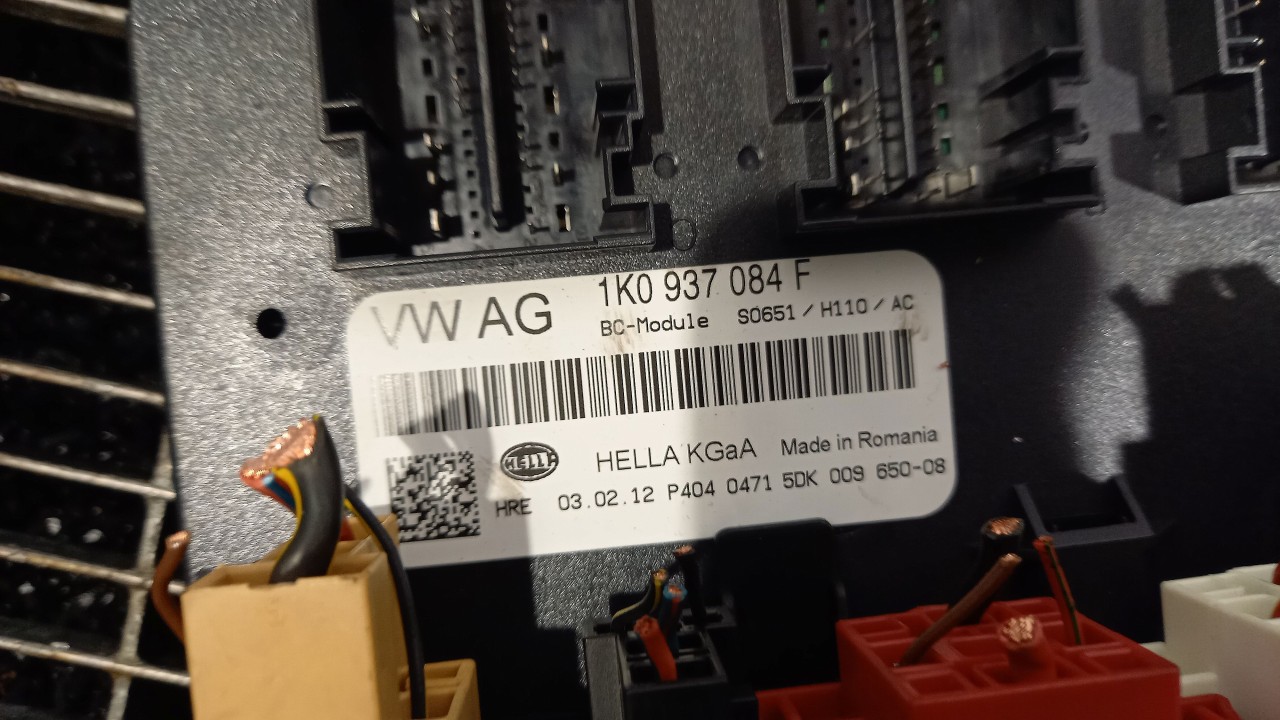 VW AG 1K0 937 084 F
BC-Module S0651 / H110 / AC
HELLA
HELLA KGaA Made in Romania
HRE 03.02.12 P404 0471 5DK 009 650-08